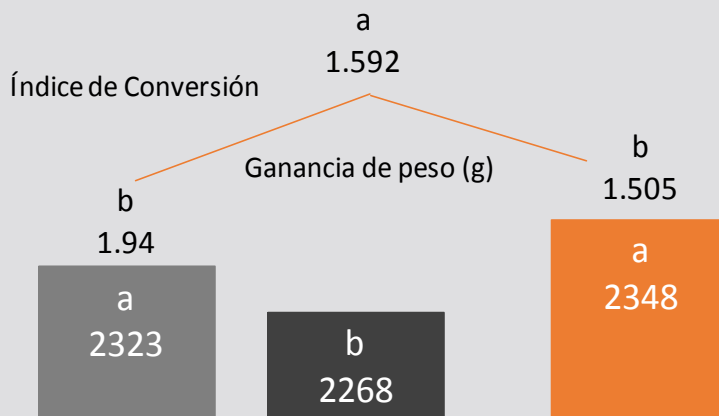 a
1.592
Índice de Conversión
Ganancia de peso (g)
b
1.505
b
1.94
a
2323
b
2268
a
2348